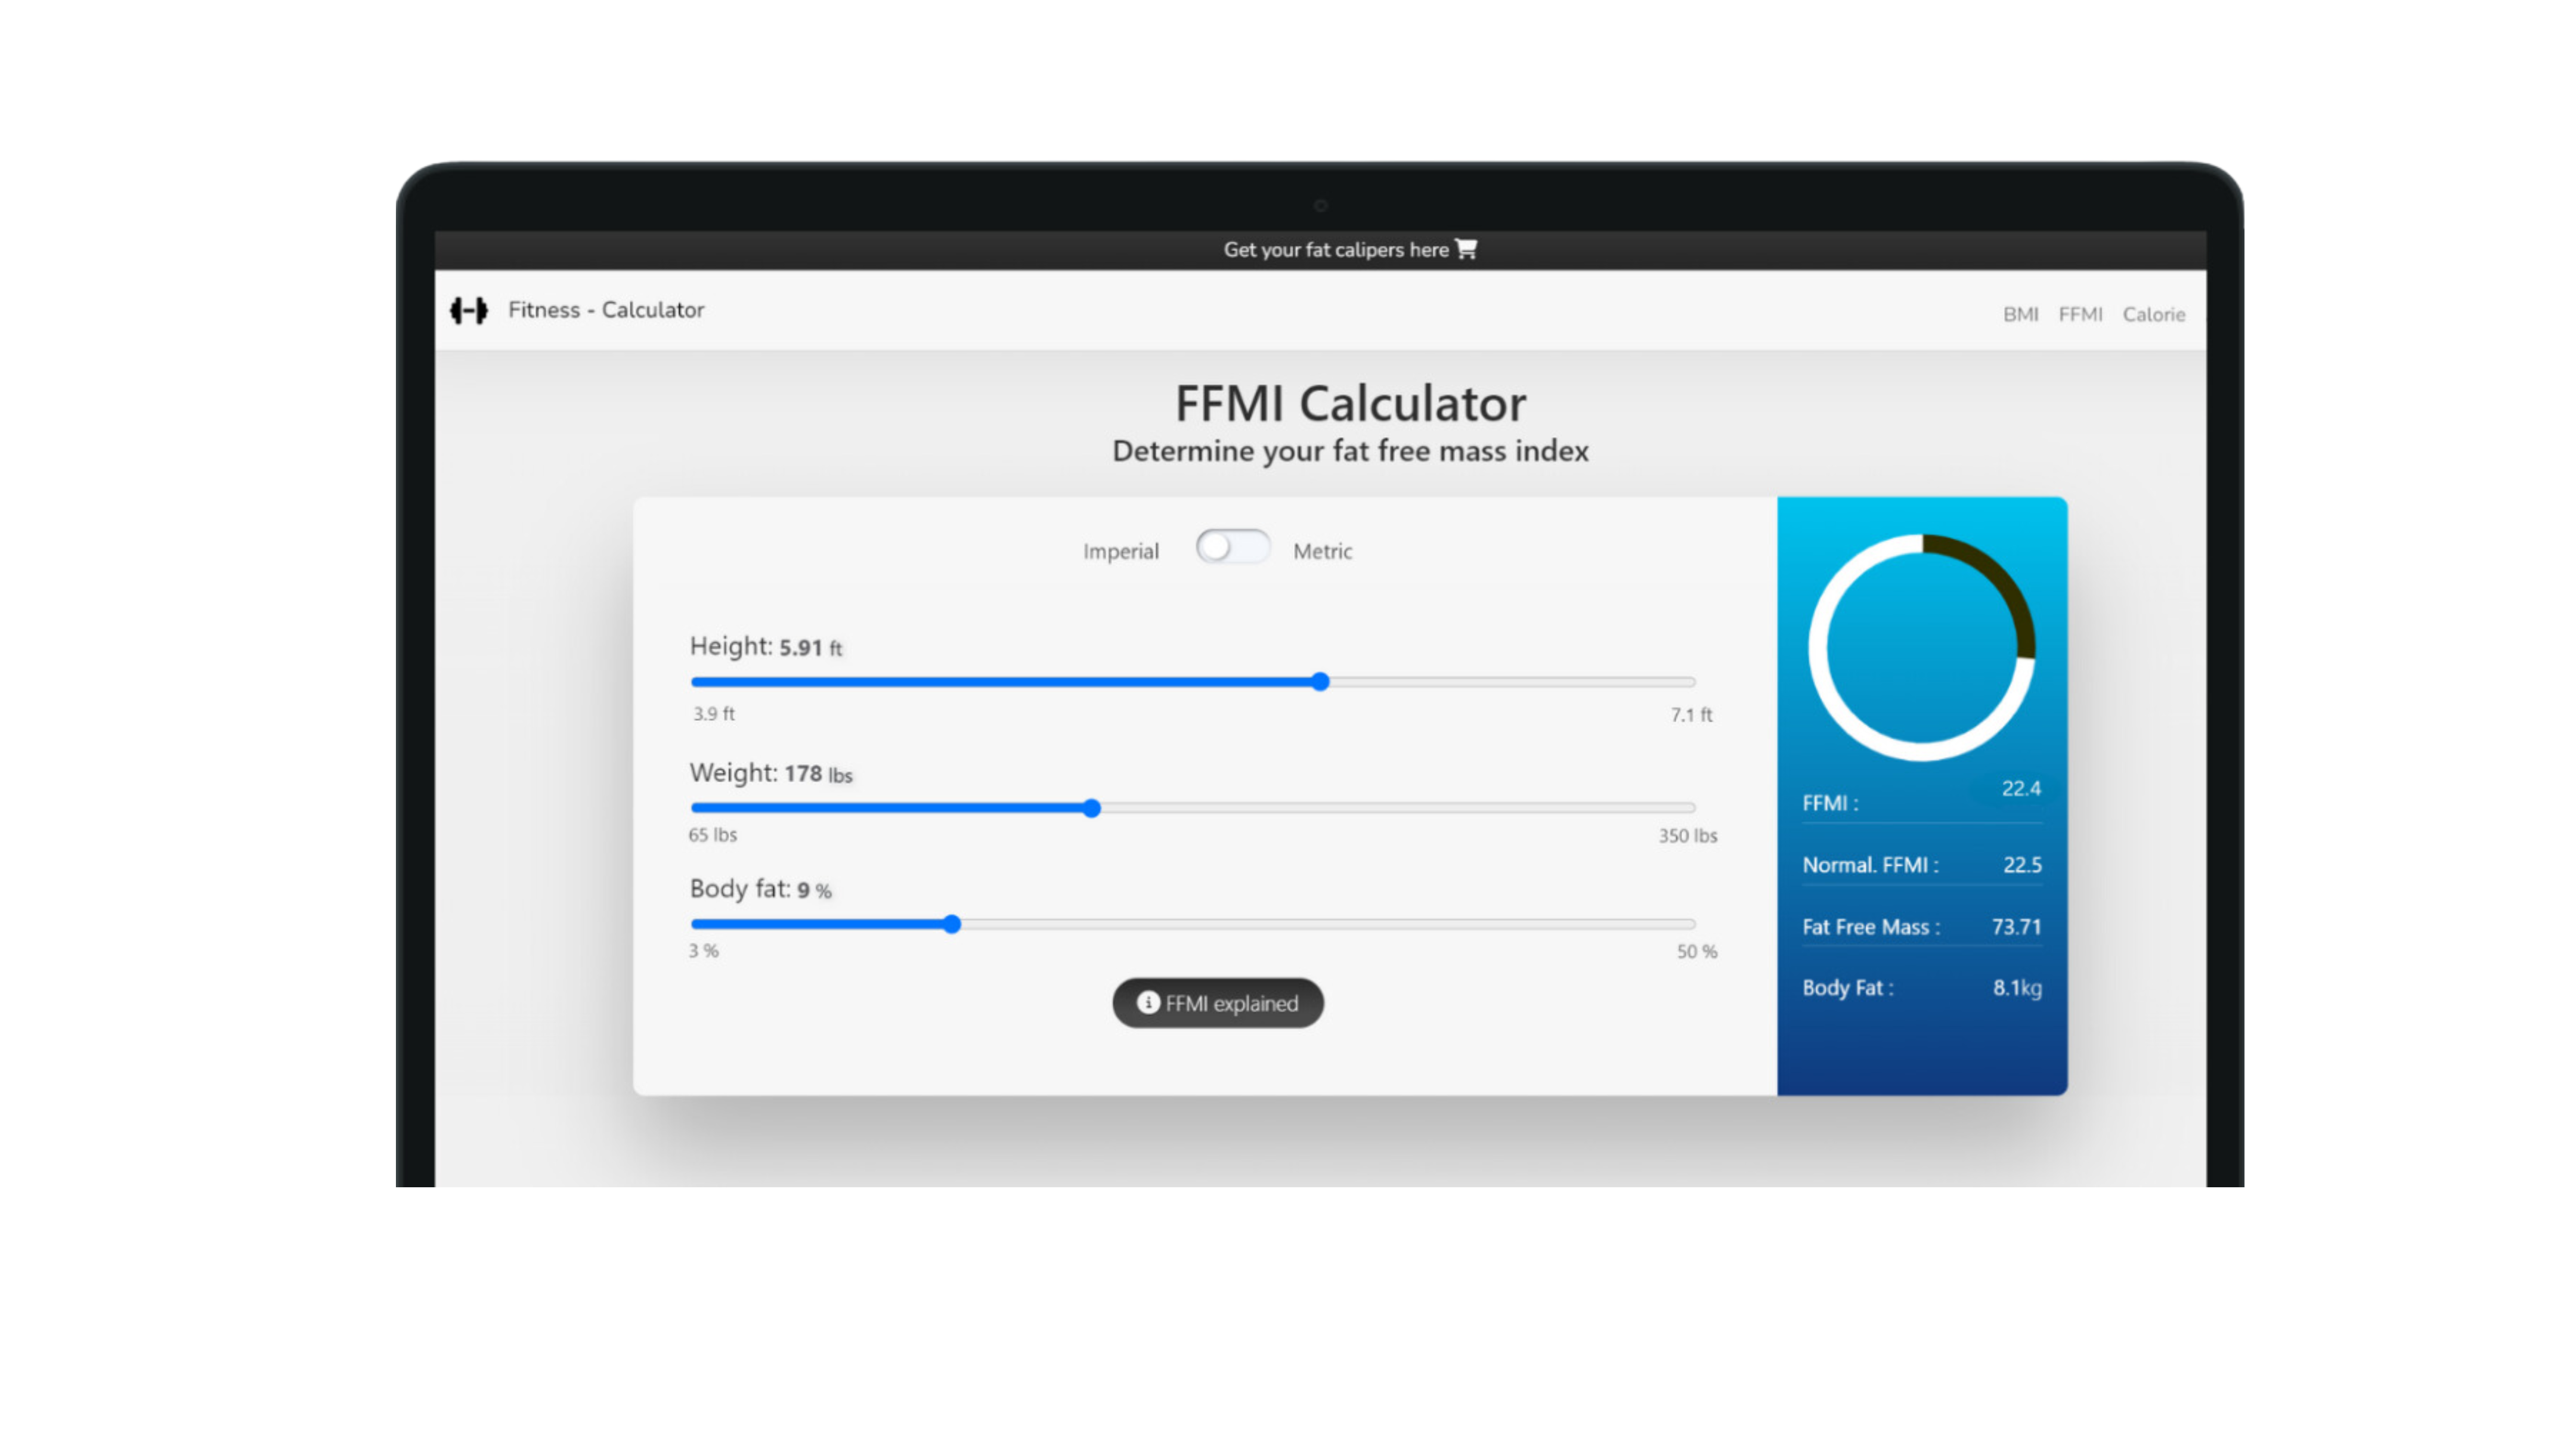 Get your fat calipers here
Fitness - Calculator
BMI FFMI Calorie
FFMI Calculator
Determine your fat free mass index
Imperial Metric
Height: 5.91 ft
3.9 ft 7.1 ft
Weight: 178 lbs
65 lbs 350 lbs
Body fat: 9 %
3 % 50 %
FFMI explained
FFMI : 22.4
Normal. FFMI : 22.5
Fat Free Mass : 73.71
Body Fat : 8.1kg